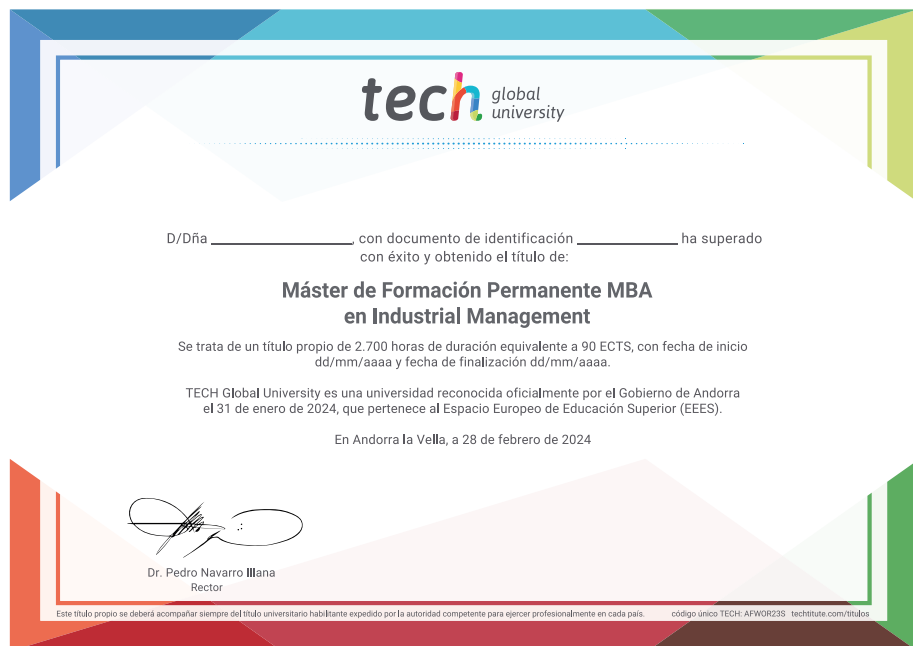 tech global university
D/Dña ____________________, con documento de identificación ______________ ha superado
con éxito y obtenido el título de:
Máster de Formación Permanente MBA
en Industrial Management
Se trata de un título propio de 2.700 horas de duración equivalente a 90 ECTS, con fecha de inicio
dd/mm/aaaa y fecha de finalización dd/mm/aaaa.
TECH Global University es una universidad reconocida oficialmente por el Gobierno de Andorra
el 31 de enero de 2024, que pertenece al Espacio Europeo de Educación Superior (EEES).
En Andorra la Vella, a 28 de febrero de 2024
Dr. Pedro Navarro Illana
Rector
Este título propio se deberá acompañar siempre del título universitario habilitante expedido por la autoridad competente para ejercer profesionalmente en cada país. código único TECH: AFWOR23S techtitute.com/titulos